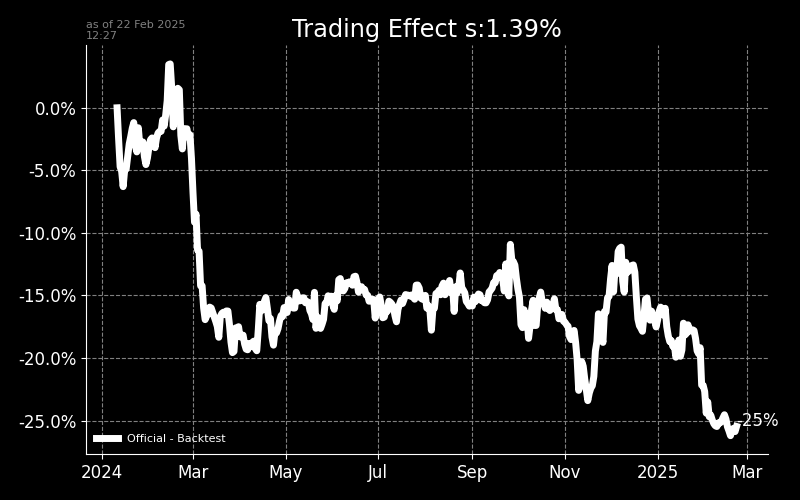 as of 22 Feb 2025
12:27
Trading Effect s:1.39%
0.0%
-5.0%
-10.0%
-15.0%
-20.0%
-25.0%
-25%
Official - Backtest
2024 Mar May Jul Sep Nov 2025 Mar